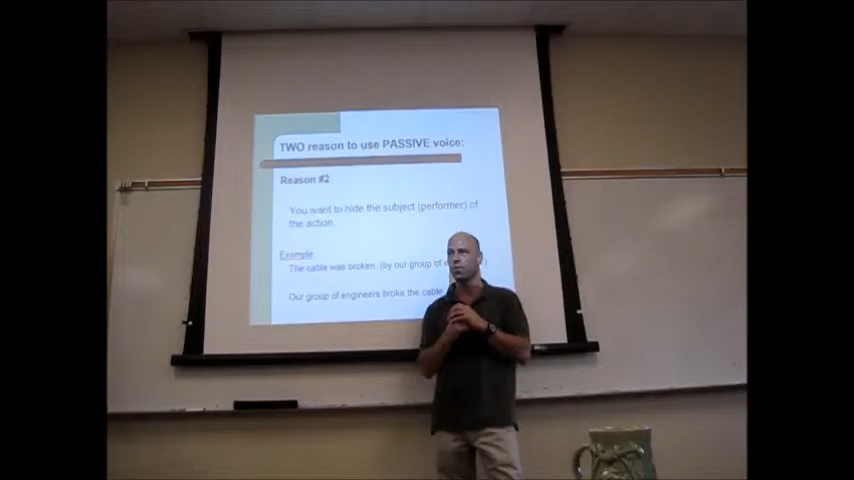 TWO reason to use PASSIVE voice:
Reason #2
You want to hide the subject (performer) of
the action.
Example:
The cable was broken. (by our group of
Our group of engineers broke the cable